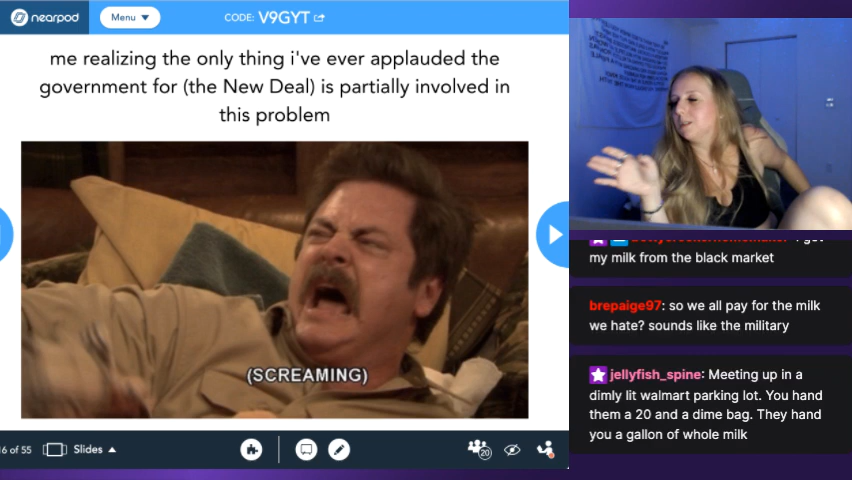 nearpod
Menu
CODE: V9GYT
me realizing the only thing i've ever applauded the
government for (the New Deal) is partially involved in
this problem
(SCREAMING)
16 of 55
Slides
20
my milk from the black market
brepaige97: so we all pay for the milk
we hate? sounds like the military
jellyfish_spine: Meeting up in a
dimly lit walmart parking lot. You hand
them a 20 and a dime bag. They hand
you a gallon of whole milk